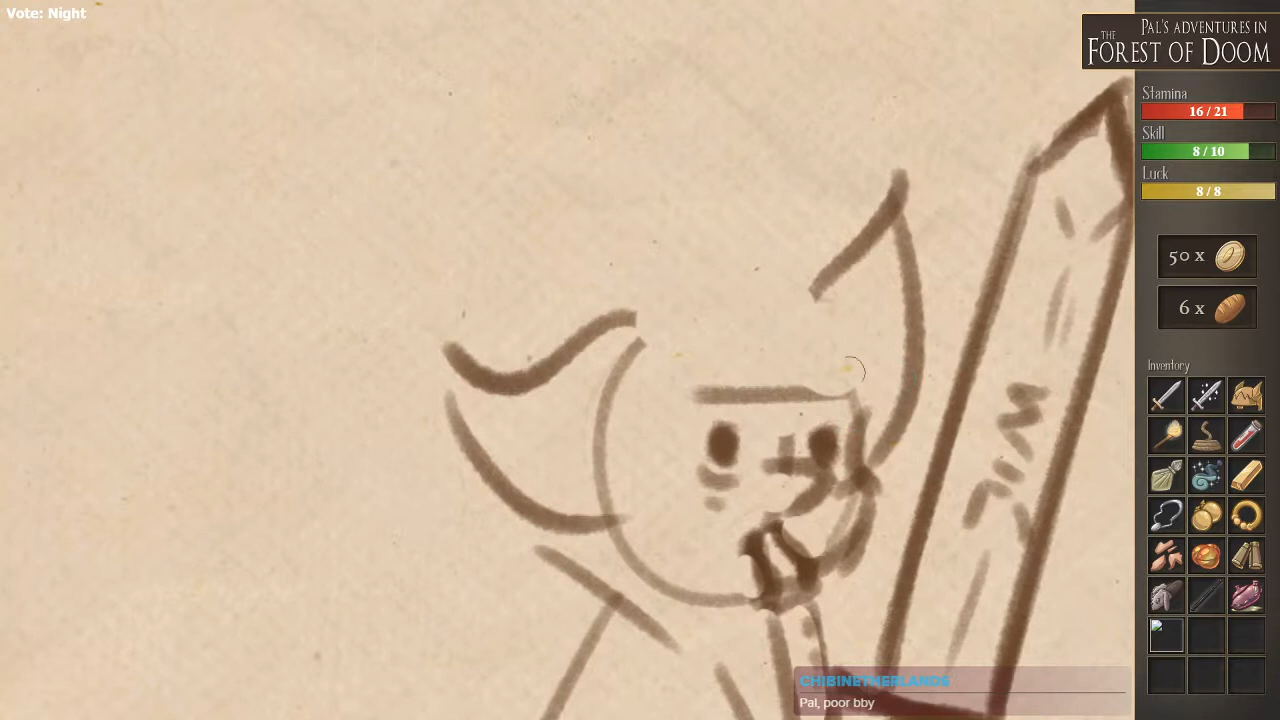 Vote: Night
PAL'S ADVENTURES IN
THE
FOREST OF DOOM
Stamina
16 / 21
Skill
8 / 10
Luck
8 / 8
50 x
6 x
Inventory
CHIBINETHERLANDS
Pal, poor bby